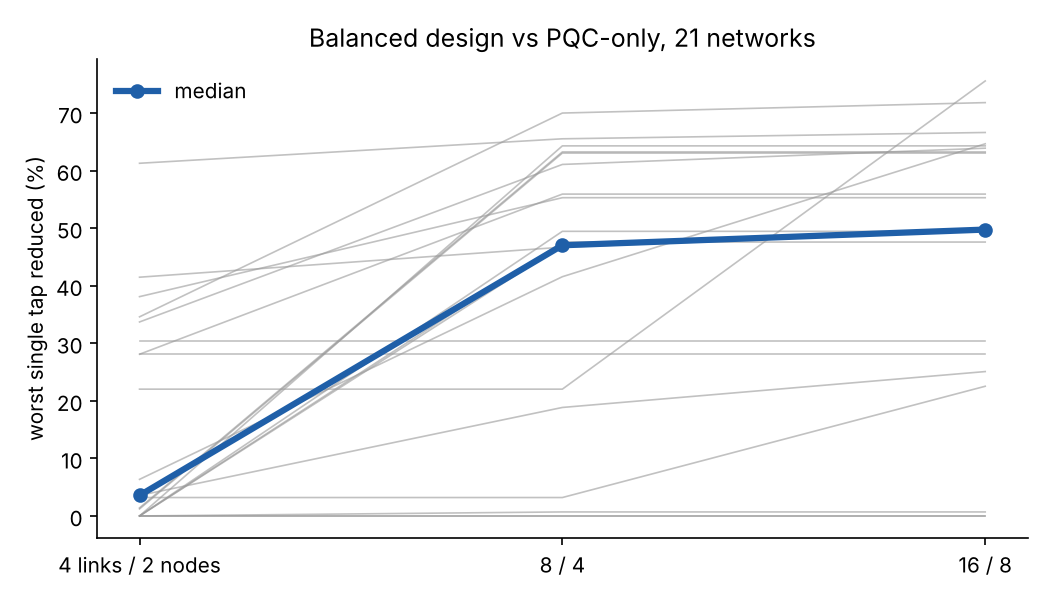 Balanced design vs PQC-only, 21 networks
median
worst single tap reduced (%)
70
60
50
40
30
20
10
0
4 links / 2 nodes
8 / 4
16 / 8